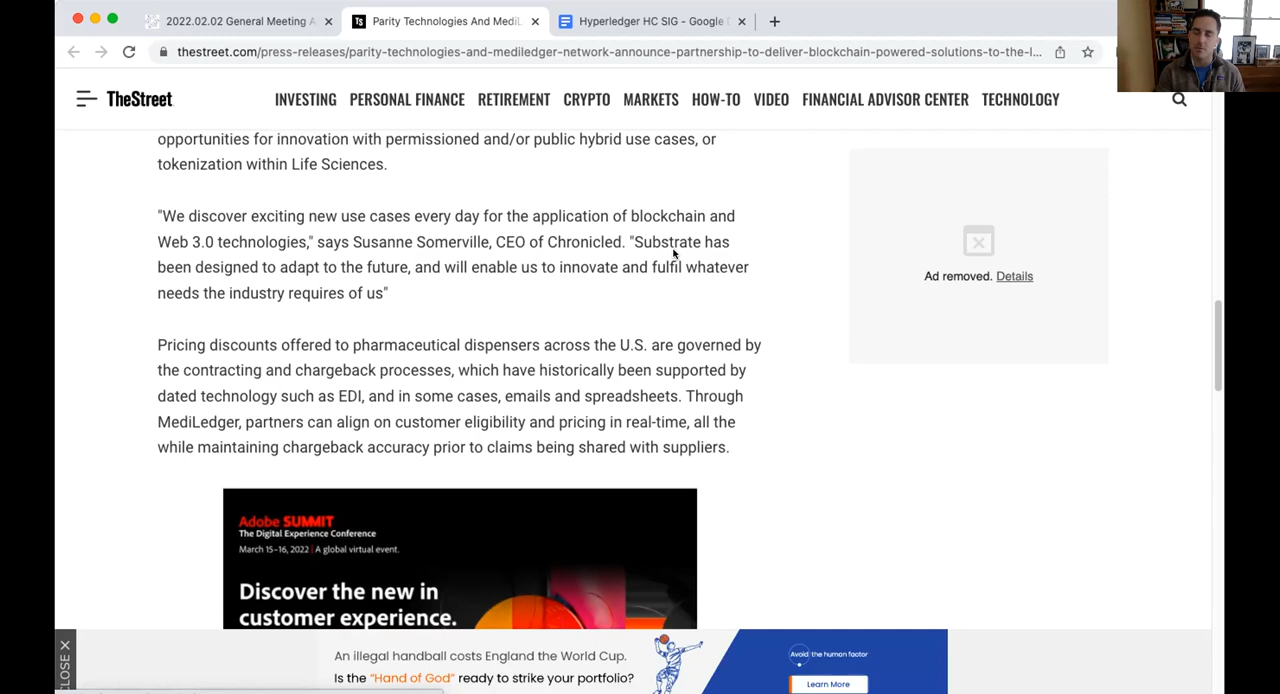 2022.02.02 General Meeting A
Parity Technologies And MediL
Hyperledger HC SIG - Google D
thestreet.com/press-releases/parity-technologies-and-mediledger-network-announce-partnership-to-deliver-blockchain-powered-solutions-to-the-l...
TheStreet
INVESTING PERSONAL FINANCE RETIREMENT CRYPTO MARKETS HOW-TO VIDEO FINANCIAL ADVISOR CENTER TECHNOLOGY
opportunities for innovation with permissioned and/or public hybrid use cases, or
tokenization within Life Sciences.
"We discover exciting new use cases every day for the application of blockchain and
Web 3.0 technologies," says Susanne Somerville, CEO of Chronicled. "Substrate has
been designed to adapt to the future, and will enable us to innovate and fulfil whatever
needs the industry requires of us"
Ad removed. Details
Pricing discounts offered to pharmaceutical dispensers across the U.S. are governed by
the contracting and chargeback processes, which have historically been supported by
dated technology such as EDI, and in some cases, emails and spreadsheets. Through
MediLedger, partners can align on customer eligibility and pricing in real-time, all the
while maintaining chargeback accuracy prior to claims being shared with suppliers.
Adobe SUMMIT
The Digital Experience Conference
March 15-16, 2022 | A global virtual event.
Discover the new in
customer experience.
CLOSE X
An illegal handball costs England the World Cup.
Is the "Hand of God" ready to strike your portfolio?
Avoid the human factor
Learn More